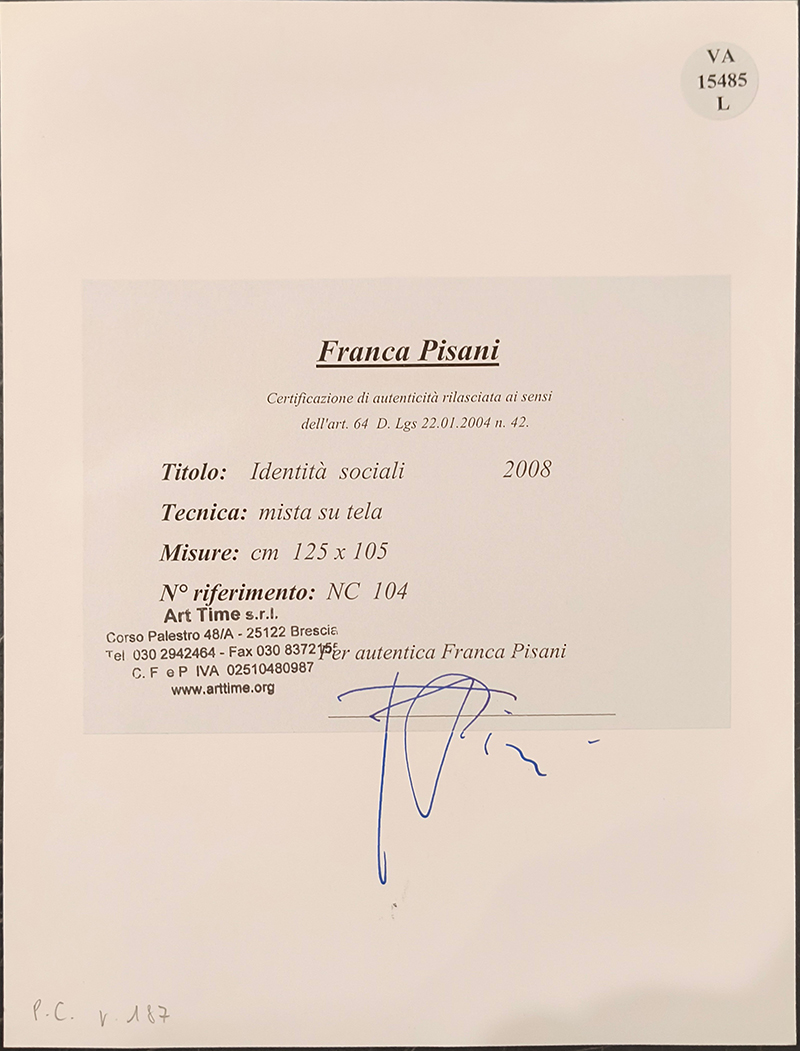 VA
15485
L
Franca Pisani
Certificazione di autenticità rilasciata ai sensi
dell'art. 64 D. Lgs 22.01.2004 n. 42.
Titolo: Identità sociali 2008
Tecnica: mista su tela
Misure: cm 125 x 105
N° riferimento: NC 104
Art Time s.r.l.
Corso Palestro 48/A - 25122 Brescia
Tel 030 2942464 - Fax 030 8372155
Per autentica Franca Pisani
C. F e P IVA 02510480987
www.arttime.org
P.C. v. 187